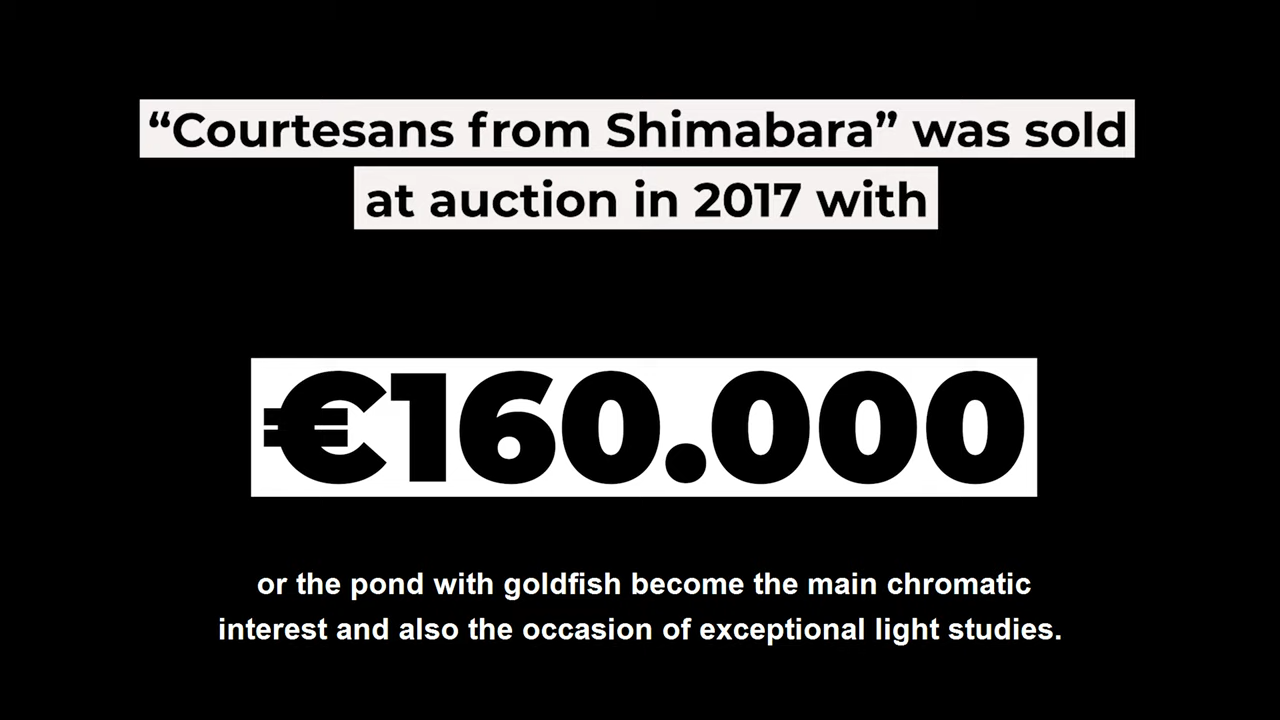 “Courtesans from Shimabara” was sold
at auction in 2017 with
€160.000
or the pond with goldfish become the main chromatic
interest and also the occasion of exceptional light studies.